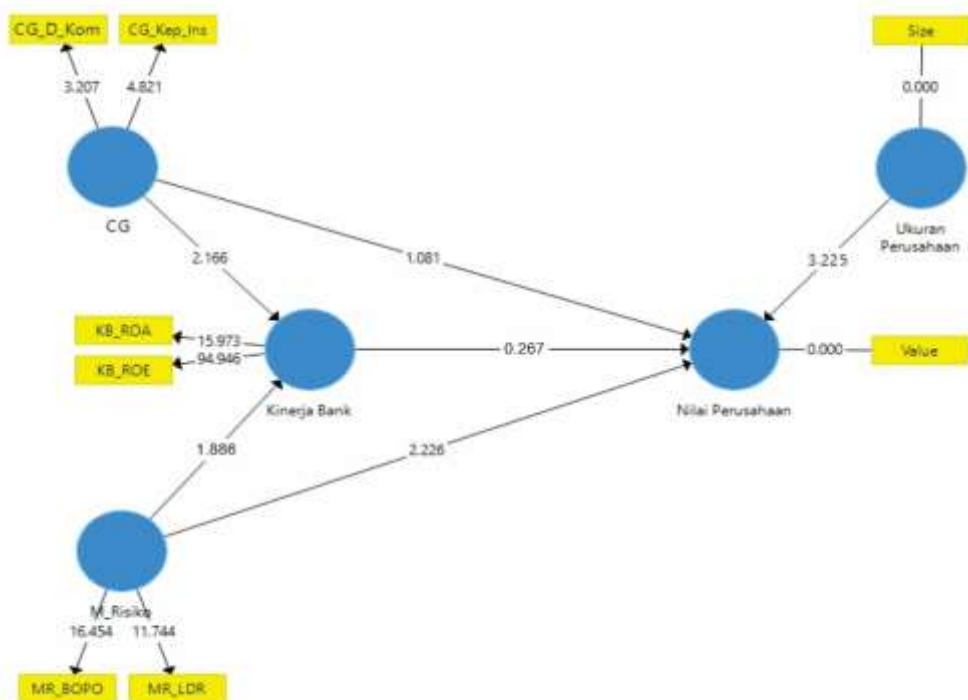 CG_D_Kom
CG_Kep_Ins
Size
3.207
4.821
0.000
CG
Ukuran
Perusahaan
2.166
1.081
3.225
KB_ROA
15.973
KB_ROE
94.946
0.267
0.000
Value
Kinerja Bank
Nilai Perusahaan
1.886
2.226
M_Risiko
16.454
11.744
MR_BOPO
MR_LDR